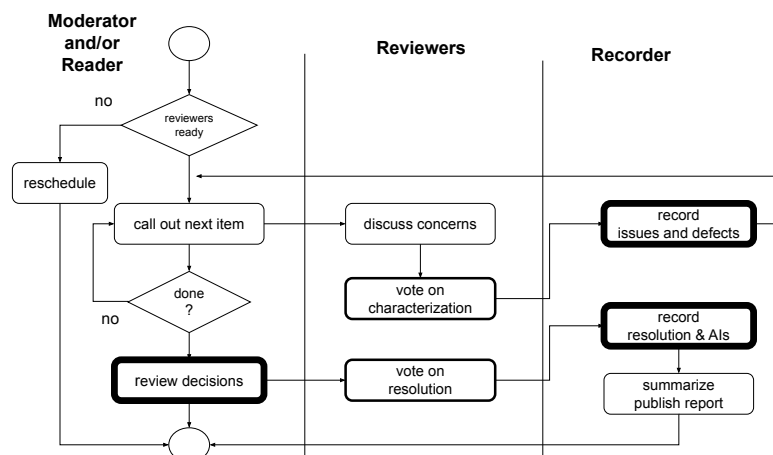 Moderator
and/or
Reader
Reviewers
Recorder
no
reviewers
ready
reschedule
call out next item
discuss concerns
record
issues and defects
done
?
no
vote on
characterization
record
resolution & AIs
review decisions
vote on
resolution
summarize
publish report